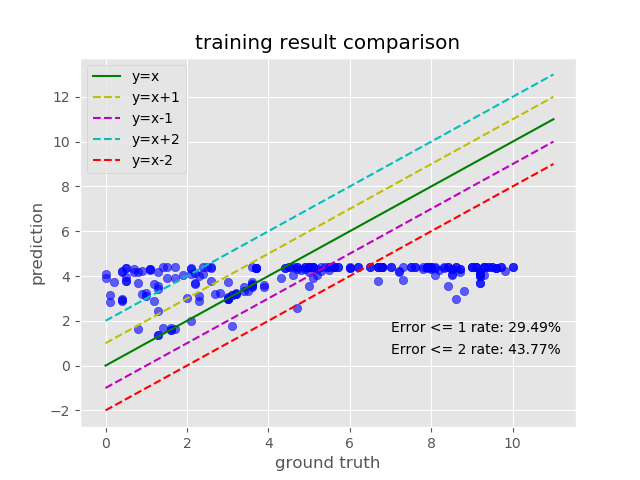 training result comparison
y=x
y=x+1
y=x-1
y=x+2
y=x-2
12
10
8
6
4
2
0
−2
prediction
Error <= 1 rate: 29.49%
Error <= 2 rate: 43.77%
0 2 4 6 8 10
ground truth